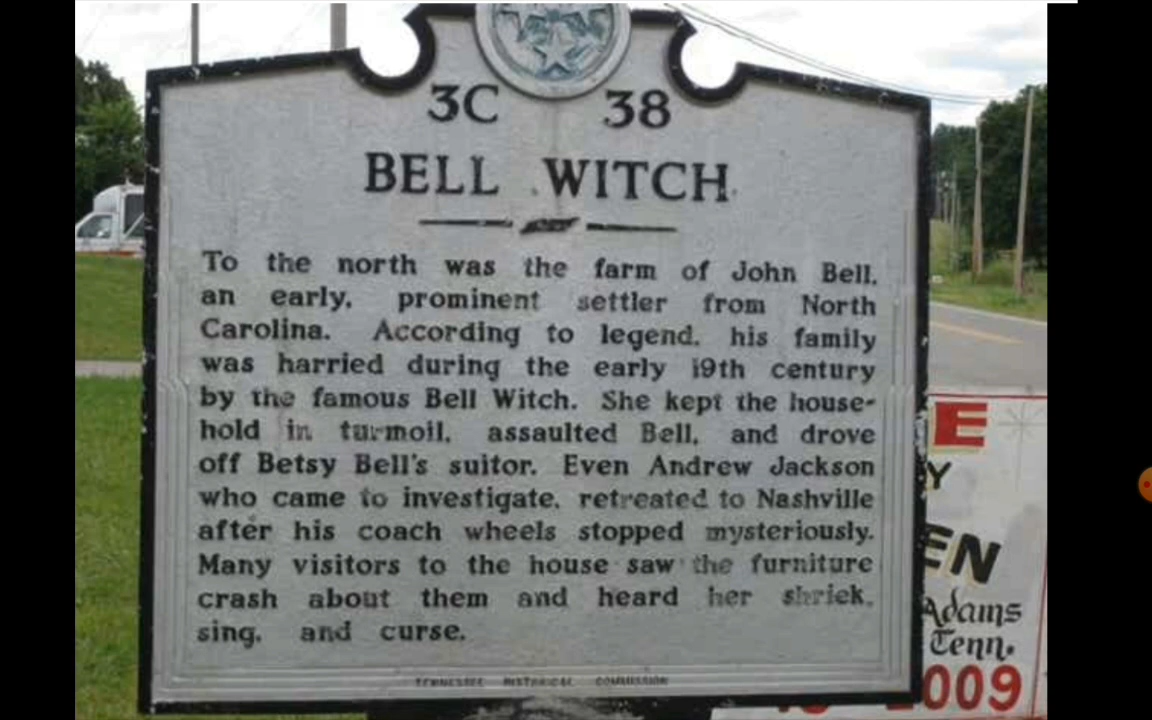 3C 38
BELL WITCH
To the north was the farm of John Bell,
an early, prominent settler from North
Carolina. According to legend, his family
was harried during the early 19th century
by the famous Bell Witch. She kept the house-
hold in turmoil, assaulted Bell, and drove
off Betsy Bell's suitor. Even Andrew Jackson
who came to investigate, retreated to Nashville
after his coach wheels stopped mysteriously.
Many visitors to the house saw the furniture
crash about them and heard her shriek,
sing, and curse.
TENNESSEE HISTORICAL COMMISSION
E
Y
EN
Adams
Tenn.
009